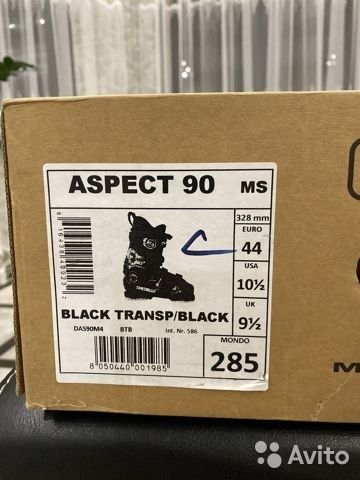 ASPECT 90 MS
328 mm
EURO
44
USA
10½
UK
9½
MONDO
285
BLACK TRANSP/BLACK
DAS90M4 BTB Int. Nr. 586
8 050440 001985
M
Avito